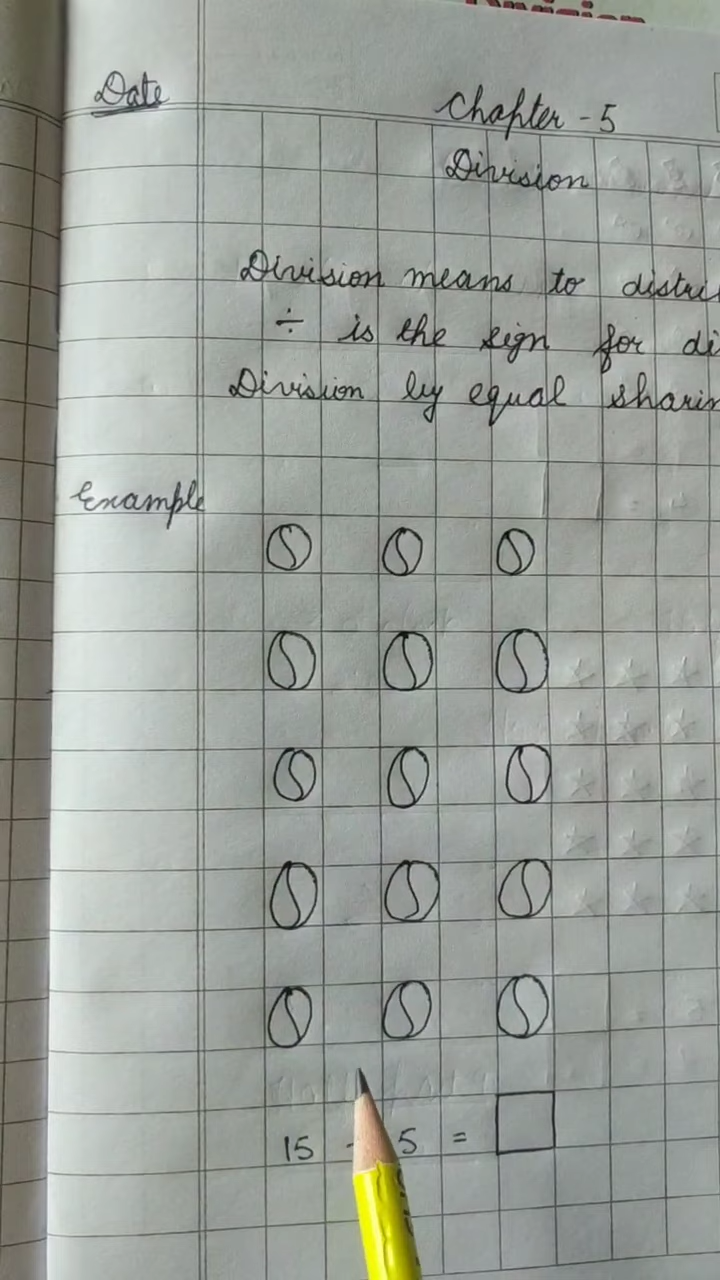 Date
Chapter - 5
Division
Division means to
÷ is the sign for
Division by equal
Example
15 5 =